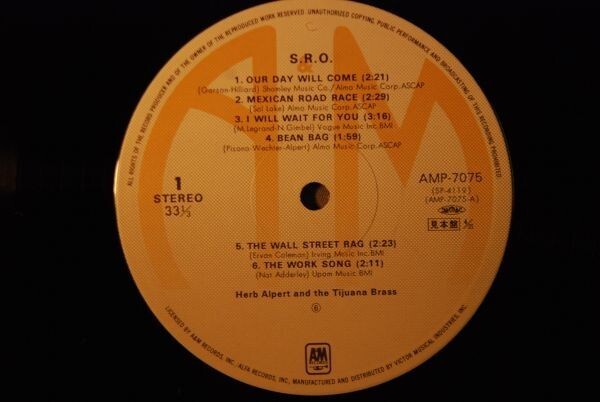 ALL RIGHTS OF THE RECORD PRODUCER AND OF THE OWNER OF THE RECORDED WORK RESERVED. UNAUTHORIZED COPYING, PUBLIC PERFORMANCE AND BROADCASTING OF THIS RECORDING PROHIBITED
S.R.O.
1. OUR DAY WILL COME (2:21)
(Garson-Hilliard) Shamley Music Co./Almo Music Corp. ASCAP
2. MEXICAN ROAD RACE (2:29)
(Sol Lake) Almo Music Corp. ASCAP
3. I WILL WAIT FOR YOU (3:16)
(M.Legrand-N Gimbel) Vogue Music Inc. BMI
4. BEAN BAG (1:59)
(Pisano-Wechter-Alpert) Almo Music Corp. ASCAP
1
STEREO
33⅓
AMP-7075
(SP-4119)
(AMP-7075-A)
見本盤
5. THE WALL STREET RAG (2:23)
(Ervan Coleman) Irving Music Inc. BMI
6. THE WORK SONG (2:11)
(Nat Adderley) Upam Music BMI
Herb Alpert and the Tijuana Brass
⑥
A&M
RECORDS
LICENSED BY A&M RECORDS, INC. ALFA RECORDS, INC., MANUFACTURED AND DISTRIBUTED BY VICTOR MUSICAL INDUSTRIES, INC.